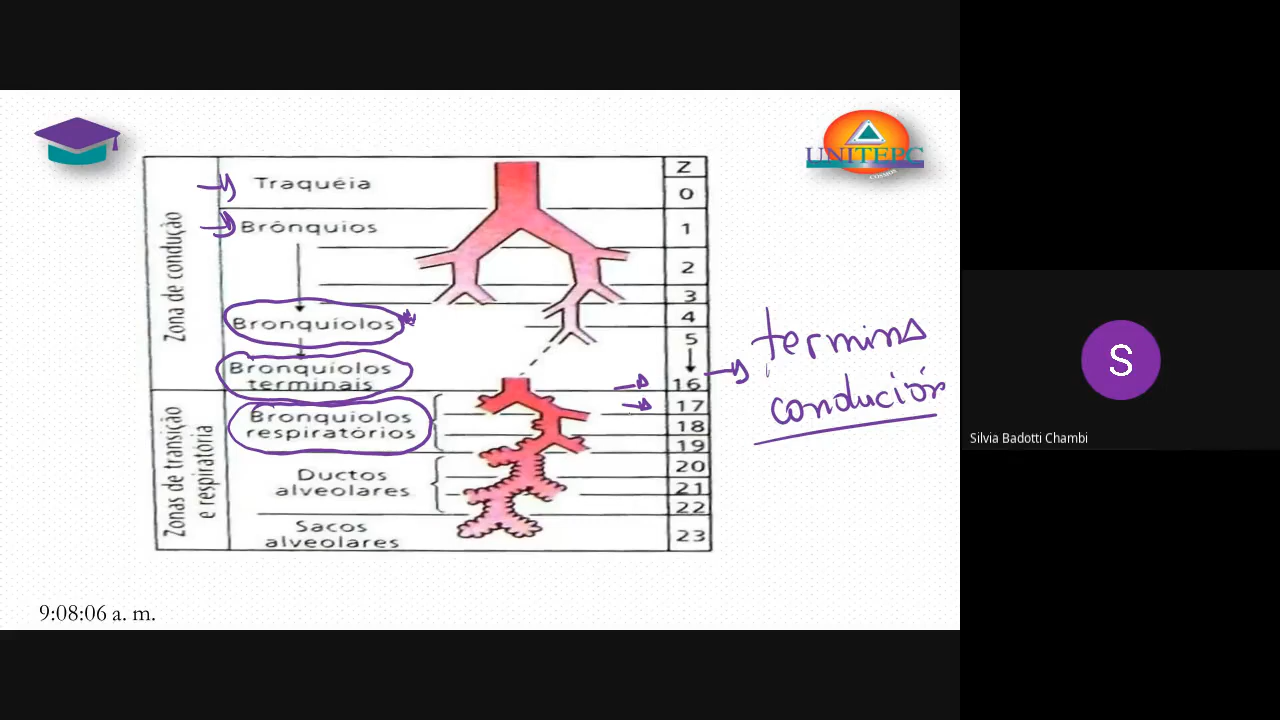 UNITEPC
COSMOS
Z
Traquéia
0
Brônquios
1
2
3
Bronquíolos
4
5
Bronquíolos
terminais
16
Bronquíolos
respiratórios
17
18
19
Ductos
alveolares
20
21
22
Sacos
alveolares
23
Zona de condução
Zonas de transição
e respiratória
termina
conducción
9:08:06 a. m.
S
Silvia Badotti Chambi